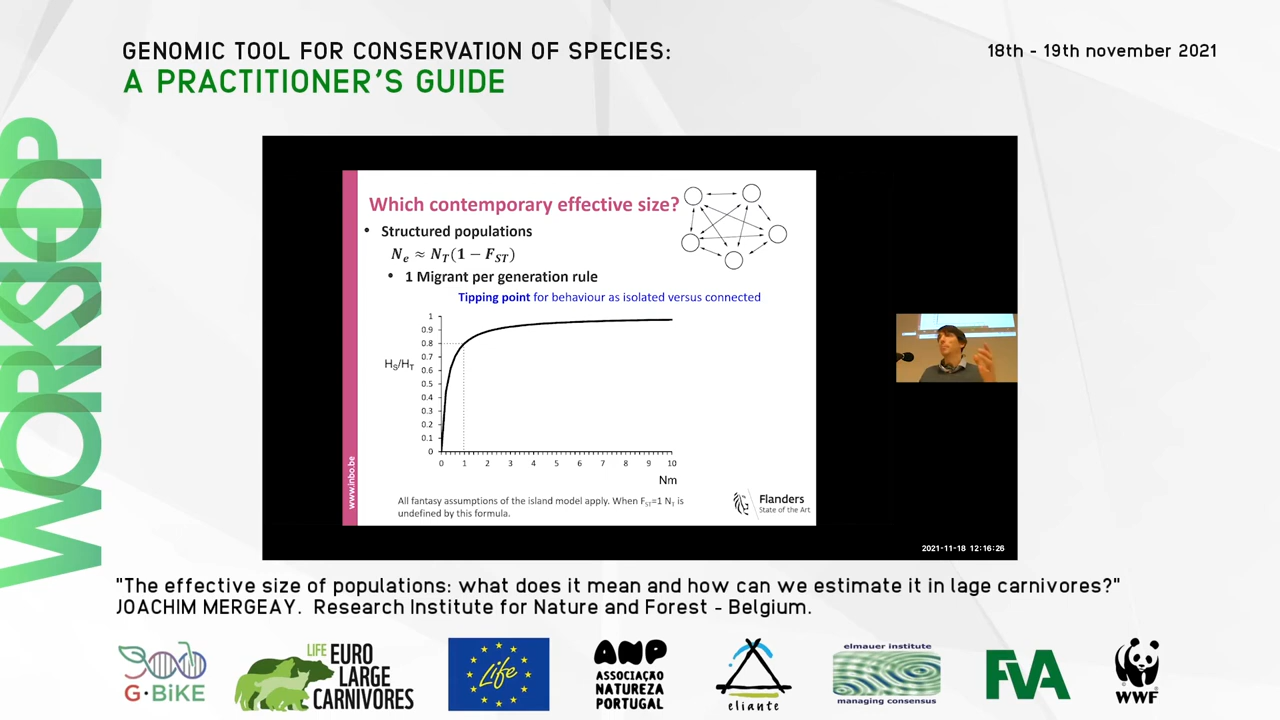 GENOMIC TOOL FOR CONSERVATION OF SPECIES:
A PRACTITIONER'S GUIDE
18th - 19th november 2021
WORKSHOP
Which contemporary effective size?
• Structured populations
Nₑ ≈ N_T(1 − F_ST)
• 1 Migrant per generation rule
Tipping point for behaviour as isolated versus connected
1
0.9
0.8
0.7
0.6
0.5
0.4
0.3
0.2
0.1
0
H_S/H_T
0 1 2 3 4 5 6 7 8 9 10
Nm
All fantasy assumptions of the island model apply. When F_ST=1 N_T is
undefined by this formula.
www.inbo.be
Flanders
State of the Art
2021-11-18 12:16:26
"The effective size of populations: what does it mean and how can we estimate it in lage carnivores?"
JOACHIM MERGEAY. Research Institute for Nature and Forest - Belgium.
G·BiKE
LIFE EURO
LARGE
CARNIVORES
Life
ANP
ASSOCIAÇÃO
NATUREZA
PORTUGAL
eliante
elmauer institute
managing consensus
FVA
WWF